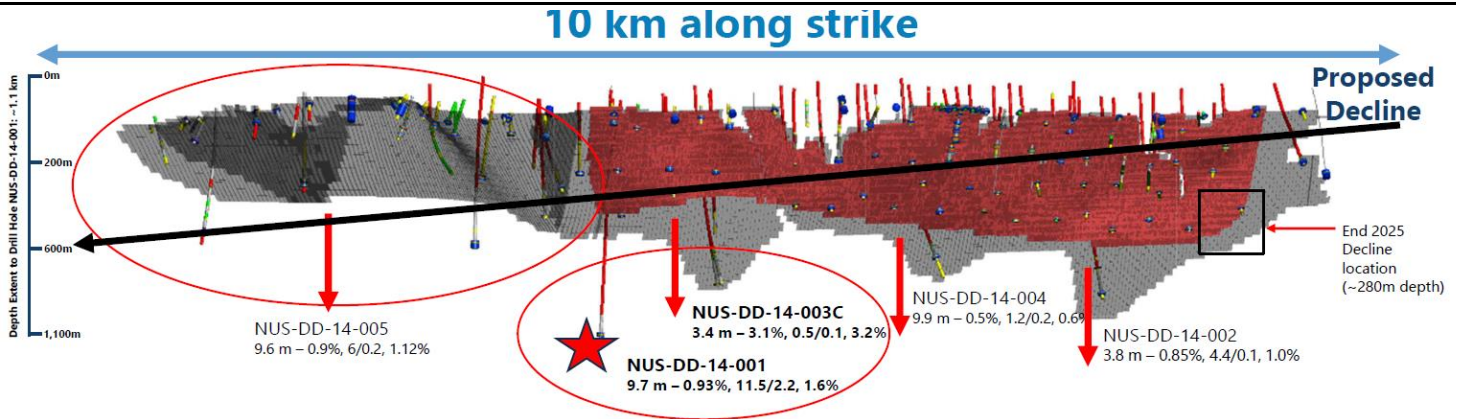 10 km along strike
Depth Extent to Drill Hole NUS-DD-14-001: ~1.1 km
0m
200m
600m
1,100m
Proposed
Decline
End 2025
Decline
location
(~280m depth)
NUS-DD-14-005
9.6 m – 0.9%, 6/0.2, 1.12%
NUS-DD-14-003C
3.4 m – 3.1%, 0.5/0.1, 3.2%
NUS-DD-14-001
9.7 m – 0.93%, 11.5/2.2, 1.6%
NUS-DD-14-004
9.9 m – 0.5%, 1.2/0.2, 0.6%
NUS-DD-14-002
3.8 m – 0.85%, 4.4/0.1, 1.0%